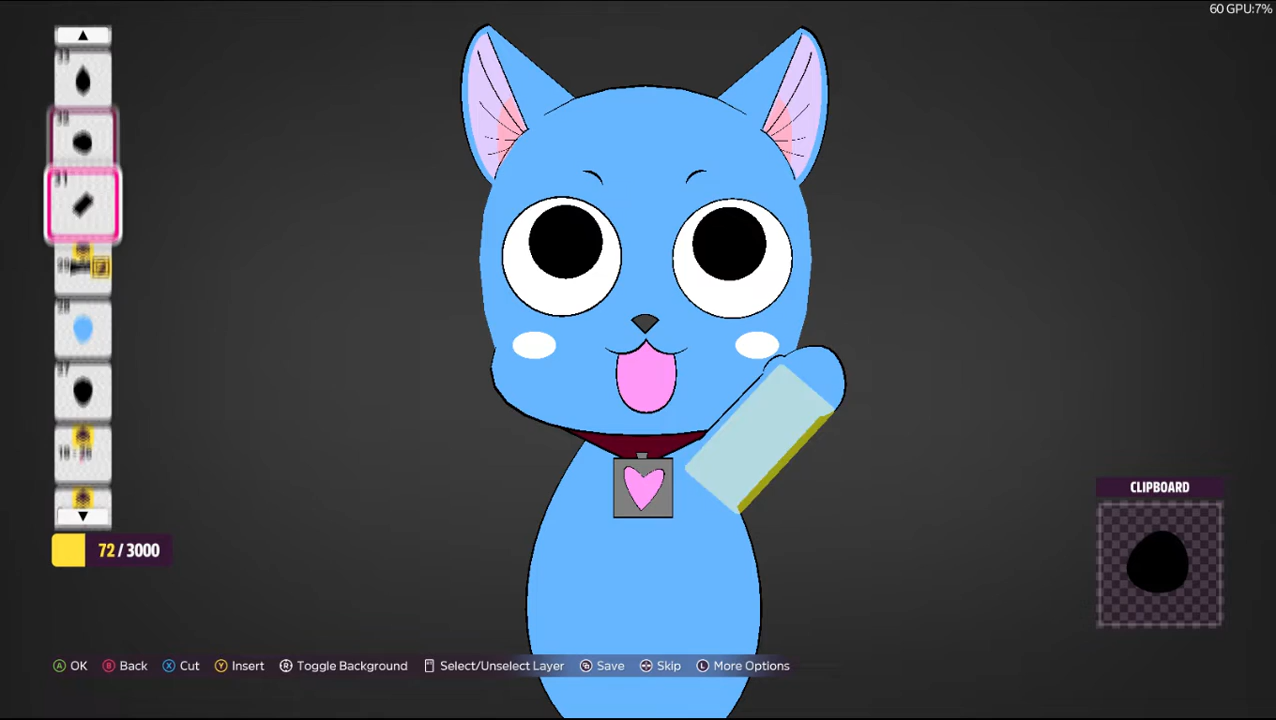 60 GPU:7%
CLIPBOARD
72 / 3000
A OK B Back X Cut Y Insert R Toggle Background Select/Unselect Layer Save Skip L More Options